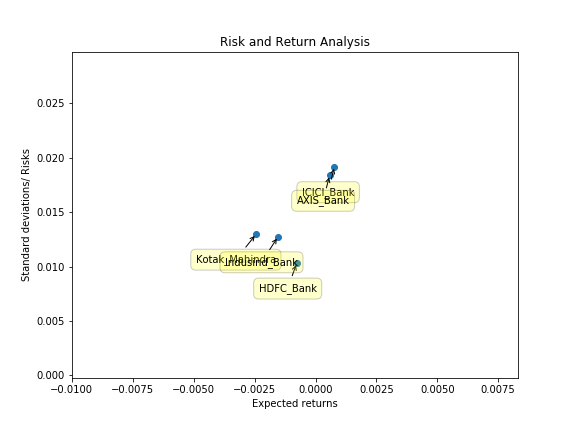 Risk and Return Analysis
Standard deviations/ Risks
0.025
0.020
0.015
0.010
0.005
0.000
ICICI_Bank
AXIS_Bank
Kotak_Mahindra
Indusind_Bank
HDFC_Bank
−0.0100
−0.0075
−0.0050
−0.0025
0.0000
0.0025
0.0050
0.0075
Expected returns